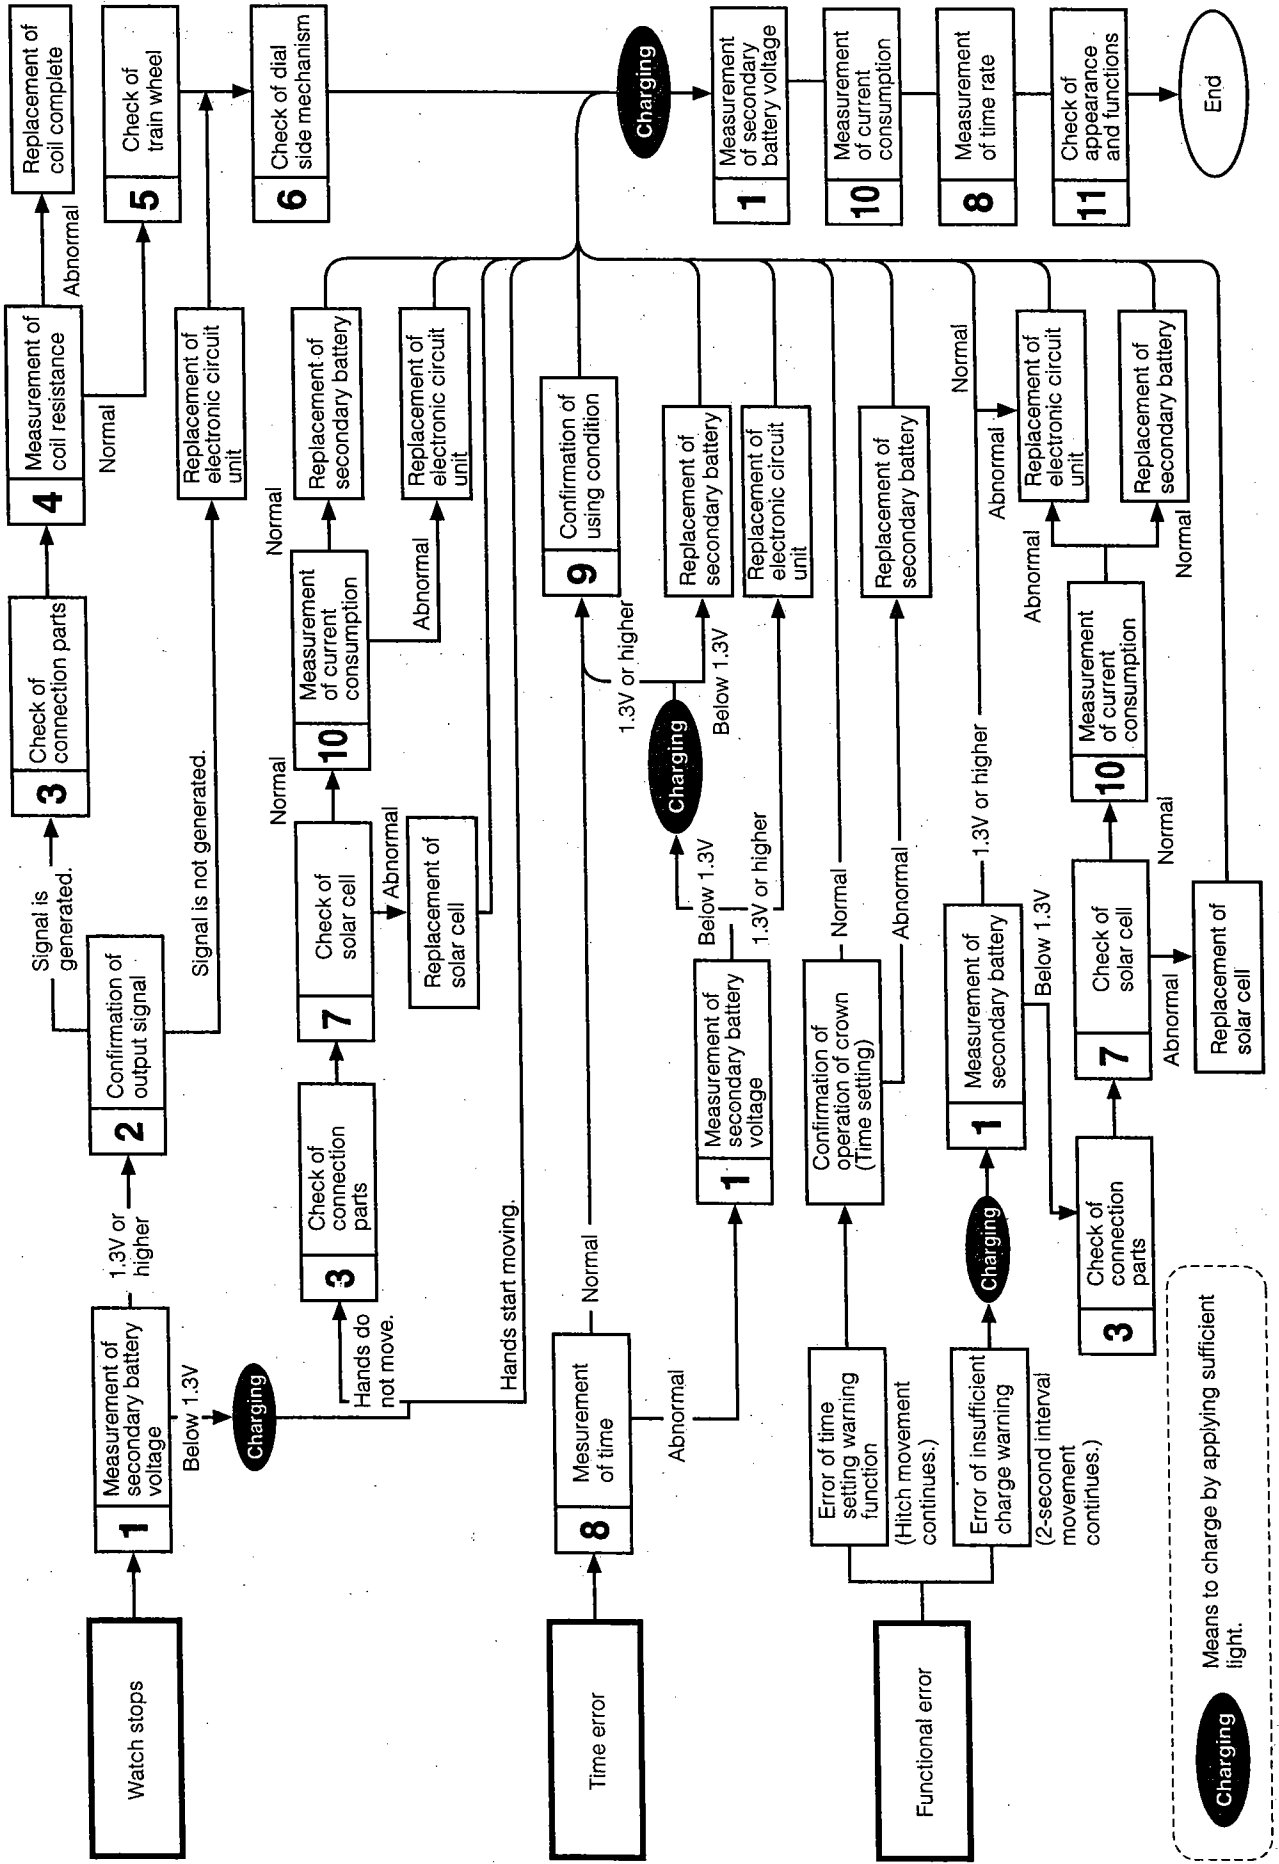 Watch stops
1
Measurement of
secondary battery
voltage
1.3V or
higher
Below 1.3V
Charging
2
Confirmation of
output signal
Signal is
generated.
Signal is not generated.
3
Check of
connection parts
4
Measurement of
coil resistance
Abnormal
Replacement of
coil complete
Normal
5
Check of
train wheel
Replacement of
electronic circuit
unit
6
Check of dial
side mechanism
Hands do
not move.
Hands start moving.
3
Check of
connection
parts
7
Check of
solar cell
Normal
Abnormal
Replacement of
solar cell
10
Measurement
of current
consumption
Normal
Replacement of
secondary battery
Abnormal
Replacement of
electronic circuit
unit
Time error
8
Mesurement
of time
Normal
Abnormal
9
Confirmation of
using condition
1
Measurement of
secondary battery
voltage
Below 1.3V
1.3V or higher
Charging
1.3V or higher
Below 1.3V
Replacement of
secondary battery
Replacement of
electronic circuit
unit
Functional error
Error of time
setting warning
function
(Hitch movement
continues.)
Confirmation of
operation of crown
(Time setting)
Normal
Abnormal
Replacement of
secondary battery
Error of insufficient
charge warning
(2-second interval
movement
continues.)
Charging
1
Measurement of
secondary battery
1.3V or higher
Below 1.3V
Normal
Abnormal
Replacement of
electronic circuit
unit
3
Check of
connection
parts
7
Check of
solar cell
Normal
Abnormal
Replacement of
solar cell
10
Measurement
of current
consumption
Abnormal
Normal
Replacement of
secondary battery
Charging
1
Measurement
of secondary
battery voltage
10
Measurement
of current
consumption
8
Measurement
of time rate
11
Check of
appearance
and functions
End
Charging
Means to charge by applying sufficient
light.